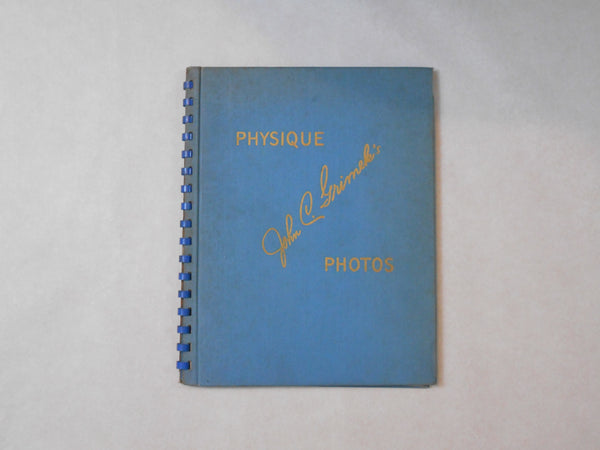 PHYSIQUE
John C. Grimek's
PHOTOS